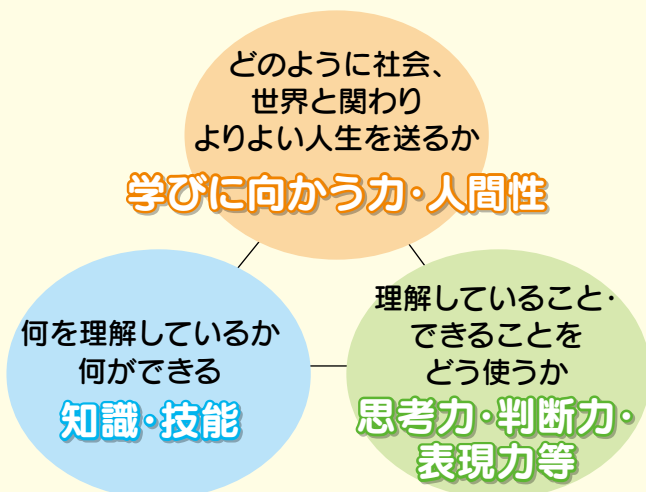 どのように社会、
世界と関わり
よりよい人生を送るか
学びに向かう力・人間性
何を理解しているか
何ができる
知識・技能
理解していること・
できることを
どう使うか
思考力・判断力・
表現力等